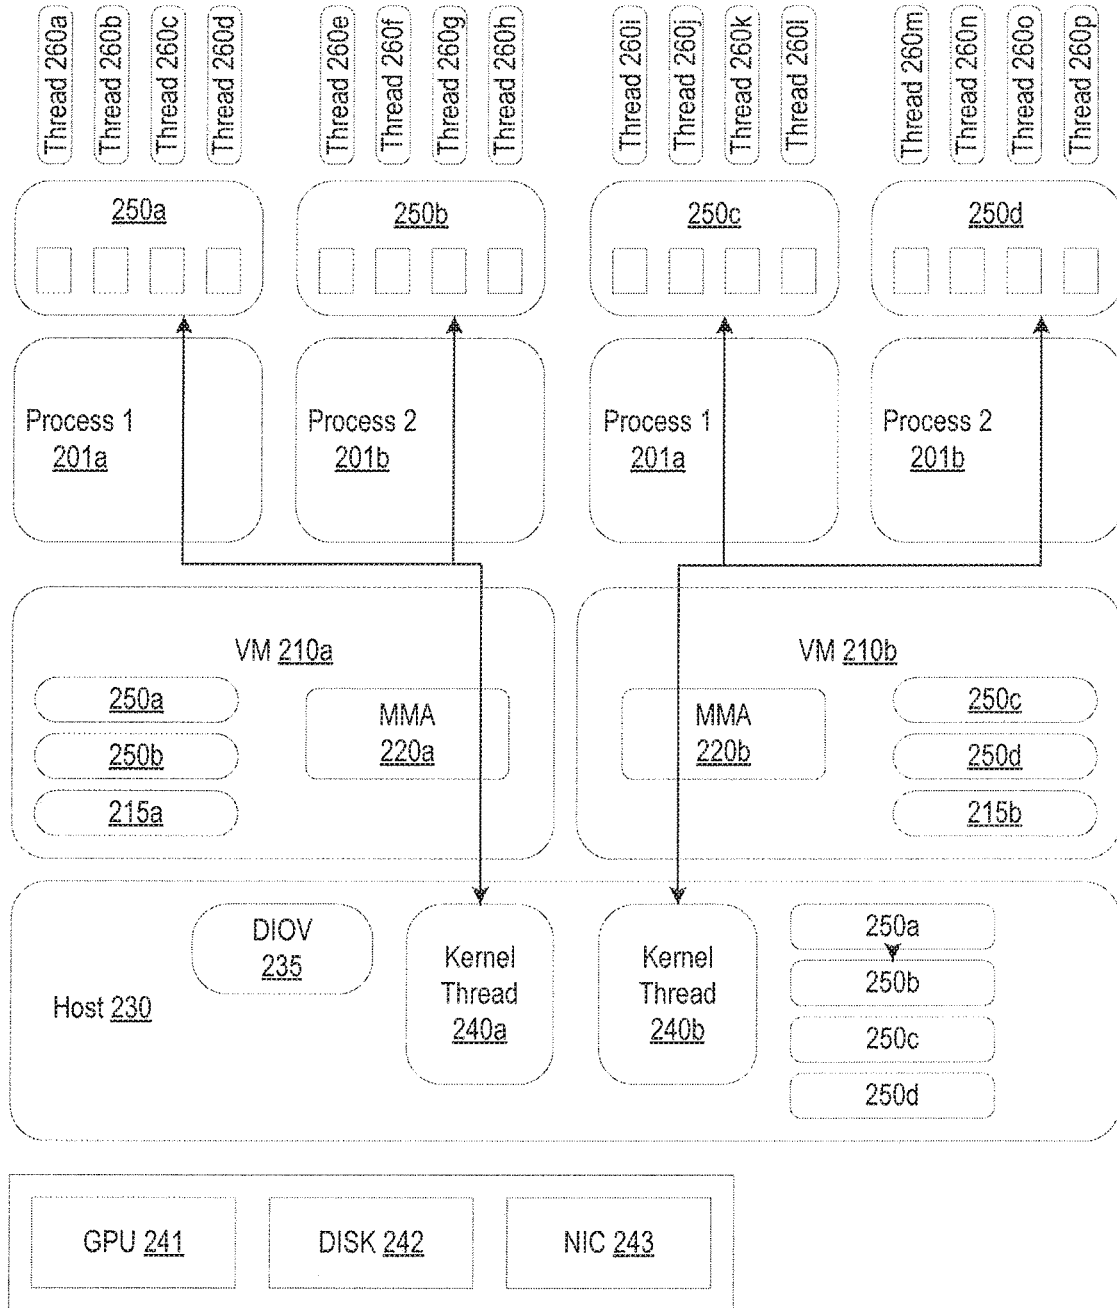 Thread 260a
Thread 260b
Thread 260c
Thread 260d
Thread 260e
Thread 260f
Thread 260g
Thread 260h
Thread 260i
Thread 260j
Thread 260k
Thread 260l
Thread 260m
Thread 260n
Thread 260o
Thread 260p
250a
250b
250c
250d
Process 1
201a
Process 2
201b
Process 1
201a
Process 2
201b
VM 210a
250a
250b
215a
MMA
220a
VM 210b
MMA
220b
250c
250d
215b
Host 230
DIOV
235
Kernel
Thread
240a
Kernel
Thread
240b
250a
250b
250c
250d
GPU 241
DISK 242
NIC 243